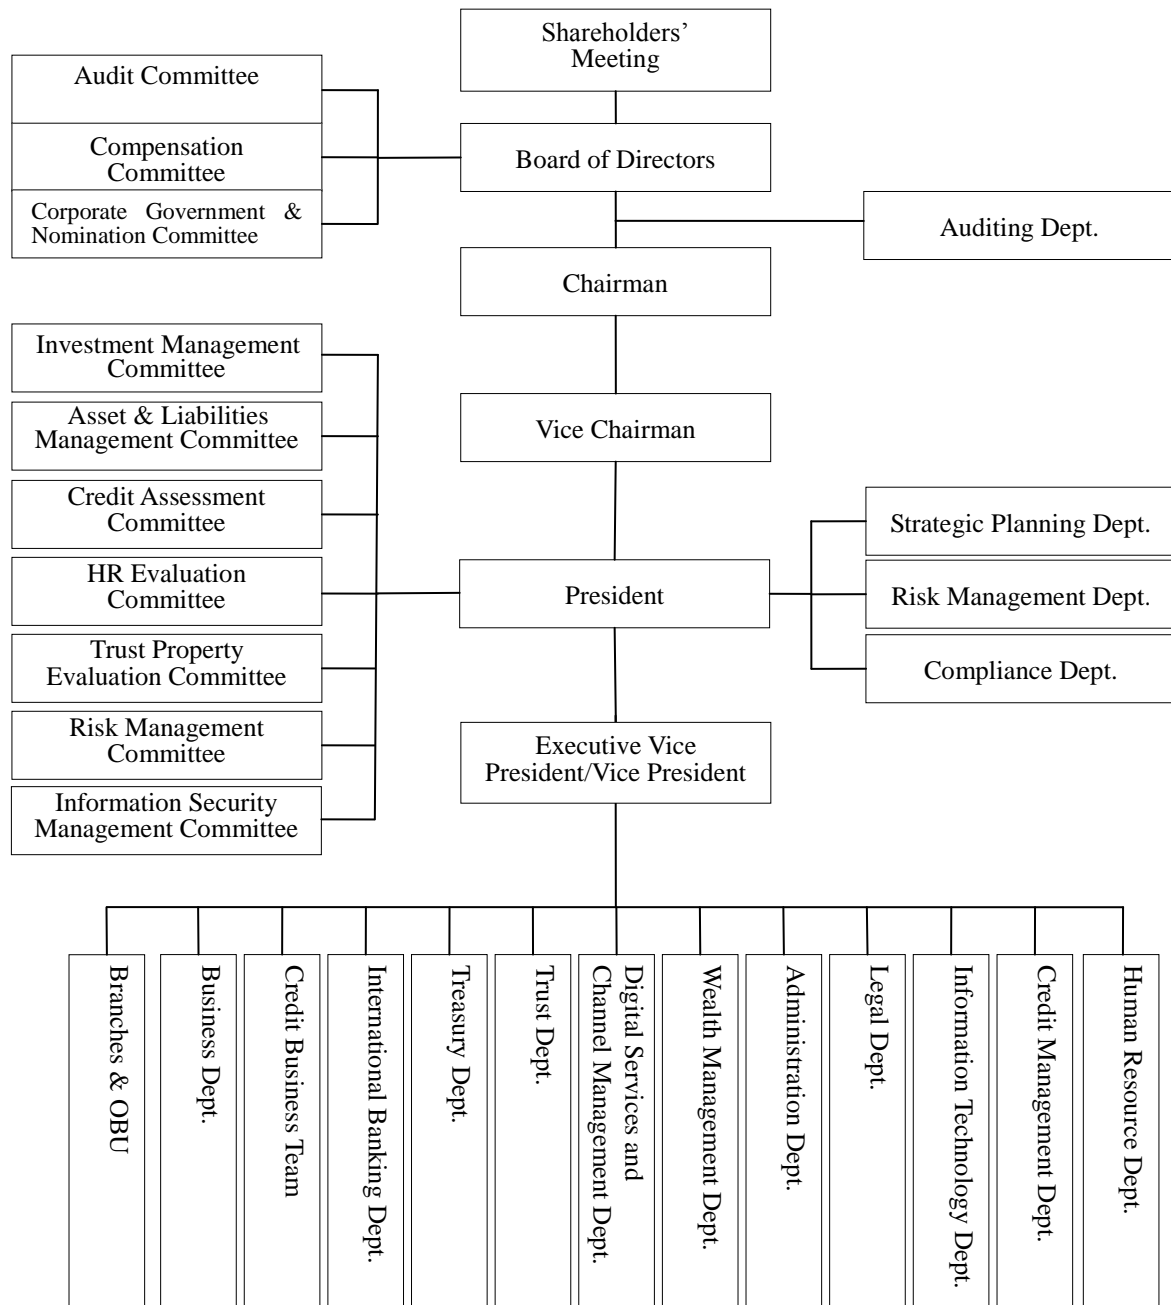 Shareholders’
Meeting
Audit Committee
Compensation
Committee
Board of Directors
Corporate Government &
Nomination Committee
Auditing Dept.
Chairman
Investment Management
Committee
Asset & Liabilities
Management Committee
Vice Chairman
Credit Assessment
Committee
Strategic Planning Dept.
HR Evaluation
Committee
President
Risk Management Dept.
Trust Property
Evaluation Committee
Compliance Dept.
Risk Management
Committee
Executive Vice
President/Vice President
Information Security
Management Committee
Branches & OBU
Business Dept.
Credit Business Team
International Banking Dept.
Treasury Dept.
Trust Dept.
Digital Services and
Channel Management Dept.
Wealth Management Dept.
Administration Dept.
Legal Dept.
Information Technology Dept.
Credit Management Dept.
Human Resource Dept.